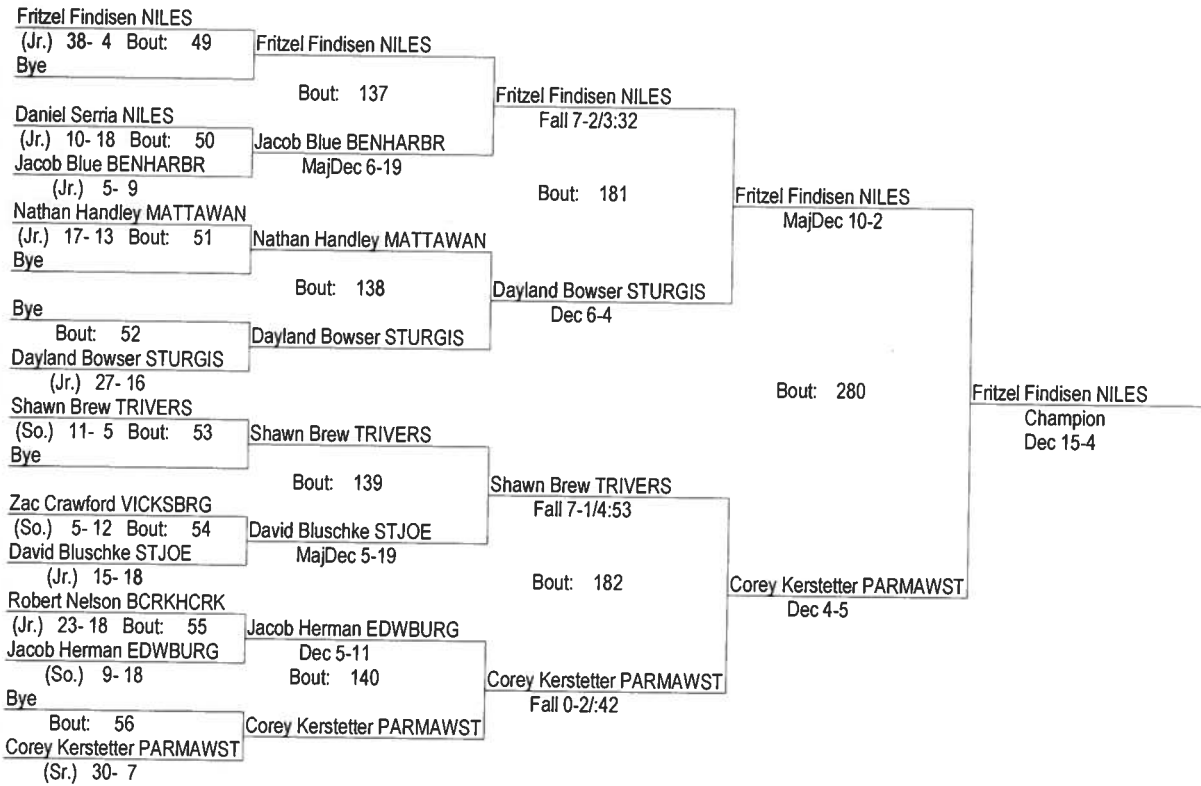 Fritzel Findisen NILES
(Jr.) 38- 4 Bout: 49
Bye
Fritzel Findisen NILES
Bout: 137
Daniel Serria NILES
(Jr.) 10- 18 Bout: 50
Jacob Blue BENHARBR
(Jr.) 5- 9
Jacob Blue BENHARBR
MajDec 6-19
Fritzel Findisen NILES
Fall 7-2/3:32
Bout: 181
Nathan Handley MATTAWAN
(Jr.) 17- 13 Bout: 51
Bye
Nathan Handley MATTAWAN
Bout: 138
Bye
Bout: 52
Dayland Bowser STURGIS
(Jr.) 27- 16
Dayland Bowser STURGIS
Dayland Bowser STURGIS
Dec 6-4
Fritzel Findisen NILES
MajDec 10-2
Bout: 280
Shawn Brew TRIVERS
(So.) 11- 5 Bout: 53
Bye
Shawn Brew TRIVERS
Bout: 139
Zac Crawford VICKSBRG
(So.) 5- 12 Bout: 54
David Bluschke STJOE
(Jr.) 15- 18
David Bluschke STJOE
MajDec 5-19
Shawn Brew TRIVERS
Fall 7-1/4:53
Bout: 182
Robert Nelson BCRKHCRK
(Jr.) 23- 18 Bout: 55
Jacob Herman EDWBURG
(So.) 9- 18
Jacob Herman EDWBURG
Dec 5-11
Bout: 140
Bye
Bout: 56
Corey Kerstetter PARMAWST
(Sr.) 30- 7
Corey Kerstetter PARMAWST
Corey Kerstetter PARMAWST
Fall 0-2/:42
Corey Kerstetter PARMAWST
Dec 4-5
Fritzel Findisen NILES
Champion
Dec 15-4